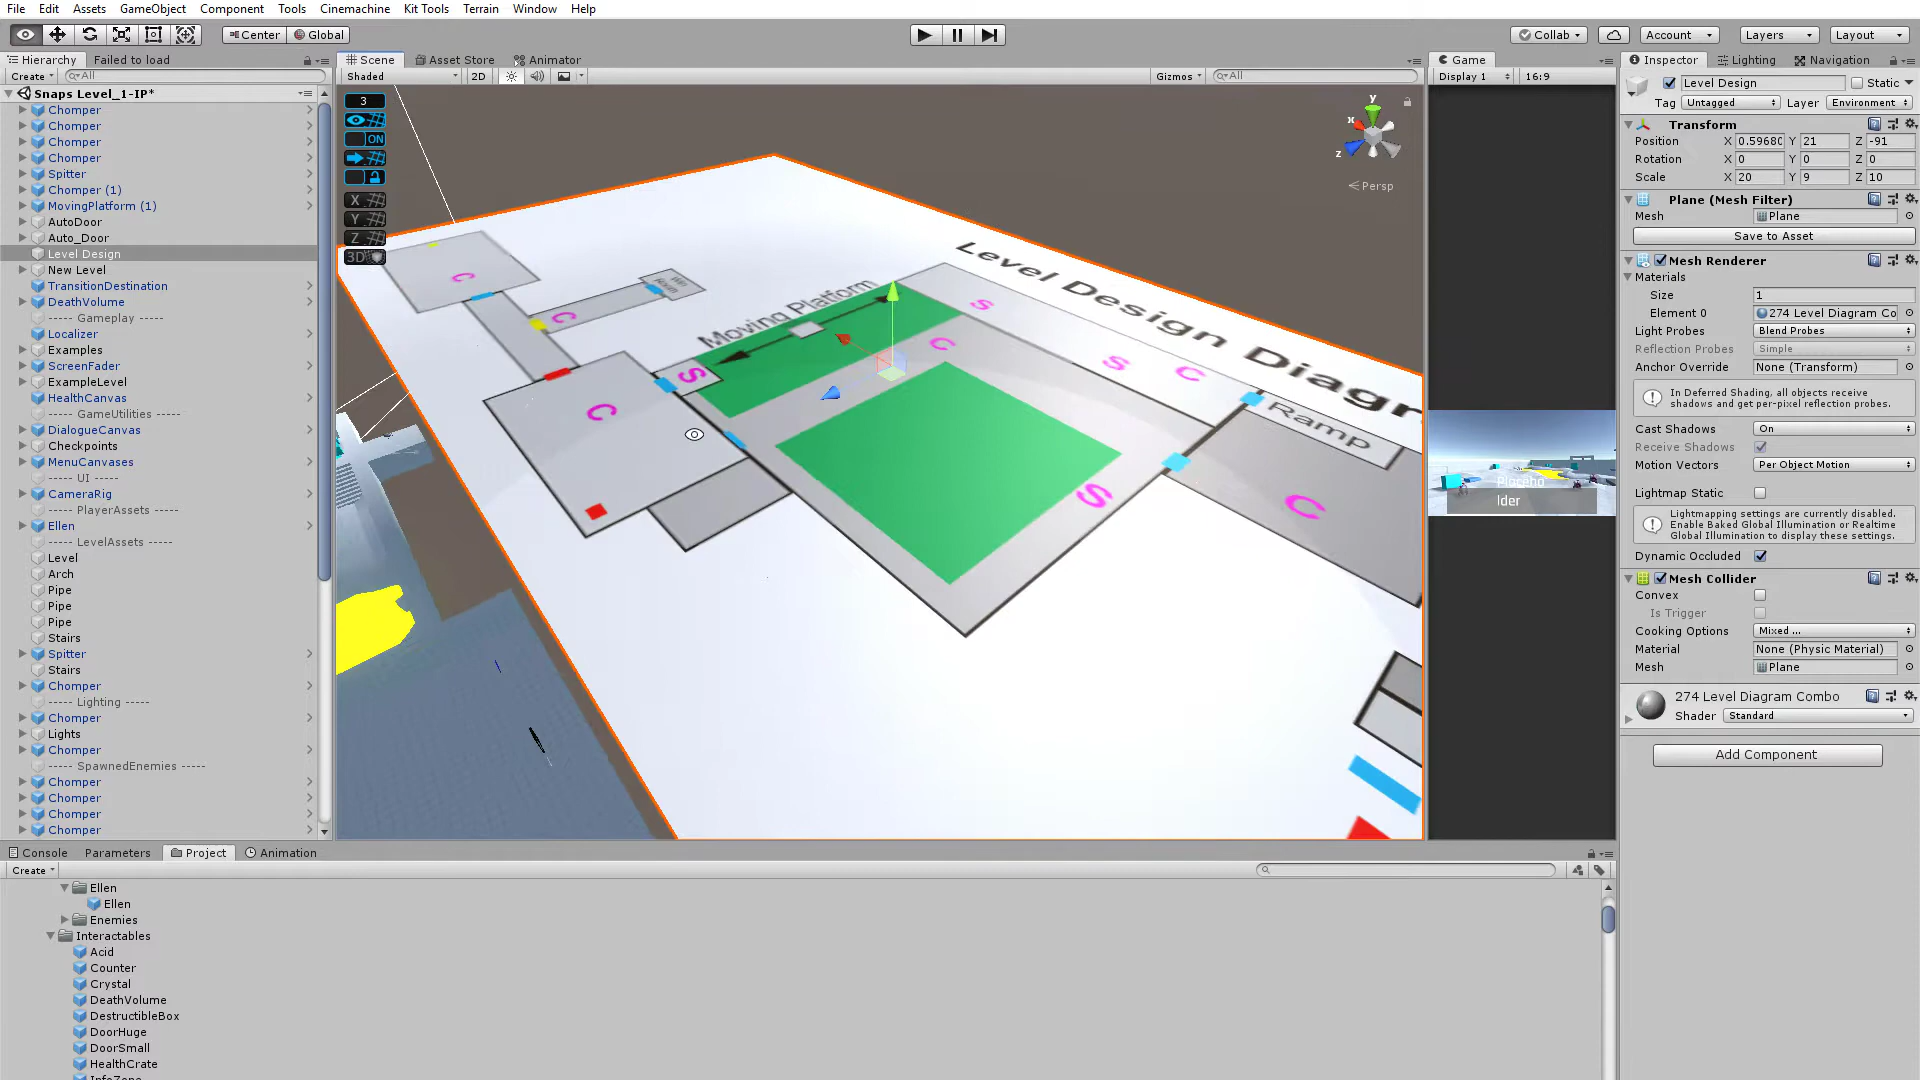 File Edit Assets GameObject Component Tools Cinemachine Kit Tools Terrain Window Help
Center Global Collab Account Layers Layout
Hierarchy Failed to load
Create All
Snaps Level_1-IP*
Chomper
Chomper
Chomper
Chomper
Spitter
Chomper (1)
MovingPlatform (1)
AutoDoor
Auto_Door
Level Design
New Level
TransitionDestination
DeathVolume
----- Gameplay -----
Localizer
Examples
ScreenFader
ExampleLevel
HealthCanvas
----- GameUtilities -----
DialogueCanvas
Checkpoints
MenuCanvases
----- UI -----
CameraRig
----- PlayerAssets -----
Ellen
----- LevelAssets -----
Level
Arch
Pipe
Pipe
Pipe
Stairs
Spitter
Stairs
Chomper
----- Lighting -----
Chomper
Lights
Chomper
----- SpawnedEnemies -----
Chomper
Chomper
Chomper
Chomper
Scene Asset Store Animator
Shaded 2D Gizmos All
3
ON
X
Y
Z
3D
y
x
z
Persp
Level Design Diagr
Moving Platform
Ramp
C
C
C
S
C
S
S
C
S
C
Game
Display 1 16:9
Placeho
lder
Inspector Lighting Navigation
Level Design Static
Tag Untagged Layer Environment
Transform
Position X 0.5968 Y 21 Z -91
Rotation X 0 Y 0 Z 0
Scale X 20 Y 9 Z 10
Plane (Mesh Filter)
Mesh Plane
Save to Asset
Mesh Renderer
Materials
Size 1
Element 0 274 Level Diagram Co
Light Probes Blend Probes
Reflection Probes Simple
Anchor Override None (Transform)
In Deferred Shading, all objects receive
shadows and get per-pixel reflection probes.
Cast Shadows On
Receive Shadows
Motion Vectors Per Object Motion
Lightmap Static
Lightmapping settings are currently disabled.
Enable Baked Global Illumination or Realtime
Global Illumination to display these settings.
Dynamic Occluded
Mesh Collider
Convex
Is Trigger
Cooking Options Mixed ...
Material None (Physic Material)
Mesh Plane
274 Level Diagram Combo
Shader Standard
Add Component
Console Parameters Project Animation
Create
Ellen
Ellen
Enemies
Interactables
Acid
Counter
Crystal
DeathVolume
DestructibleBox
DoorHuge
DoorSmall
HealthCrate
InfoZone